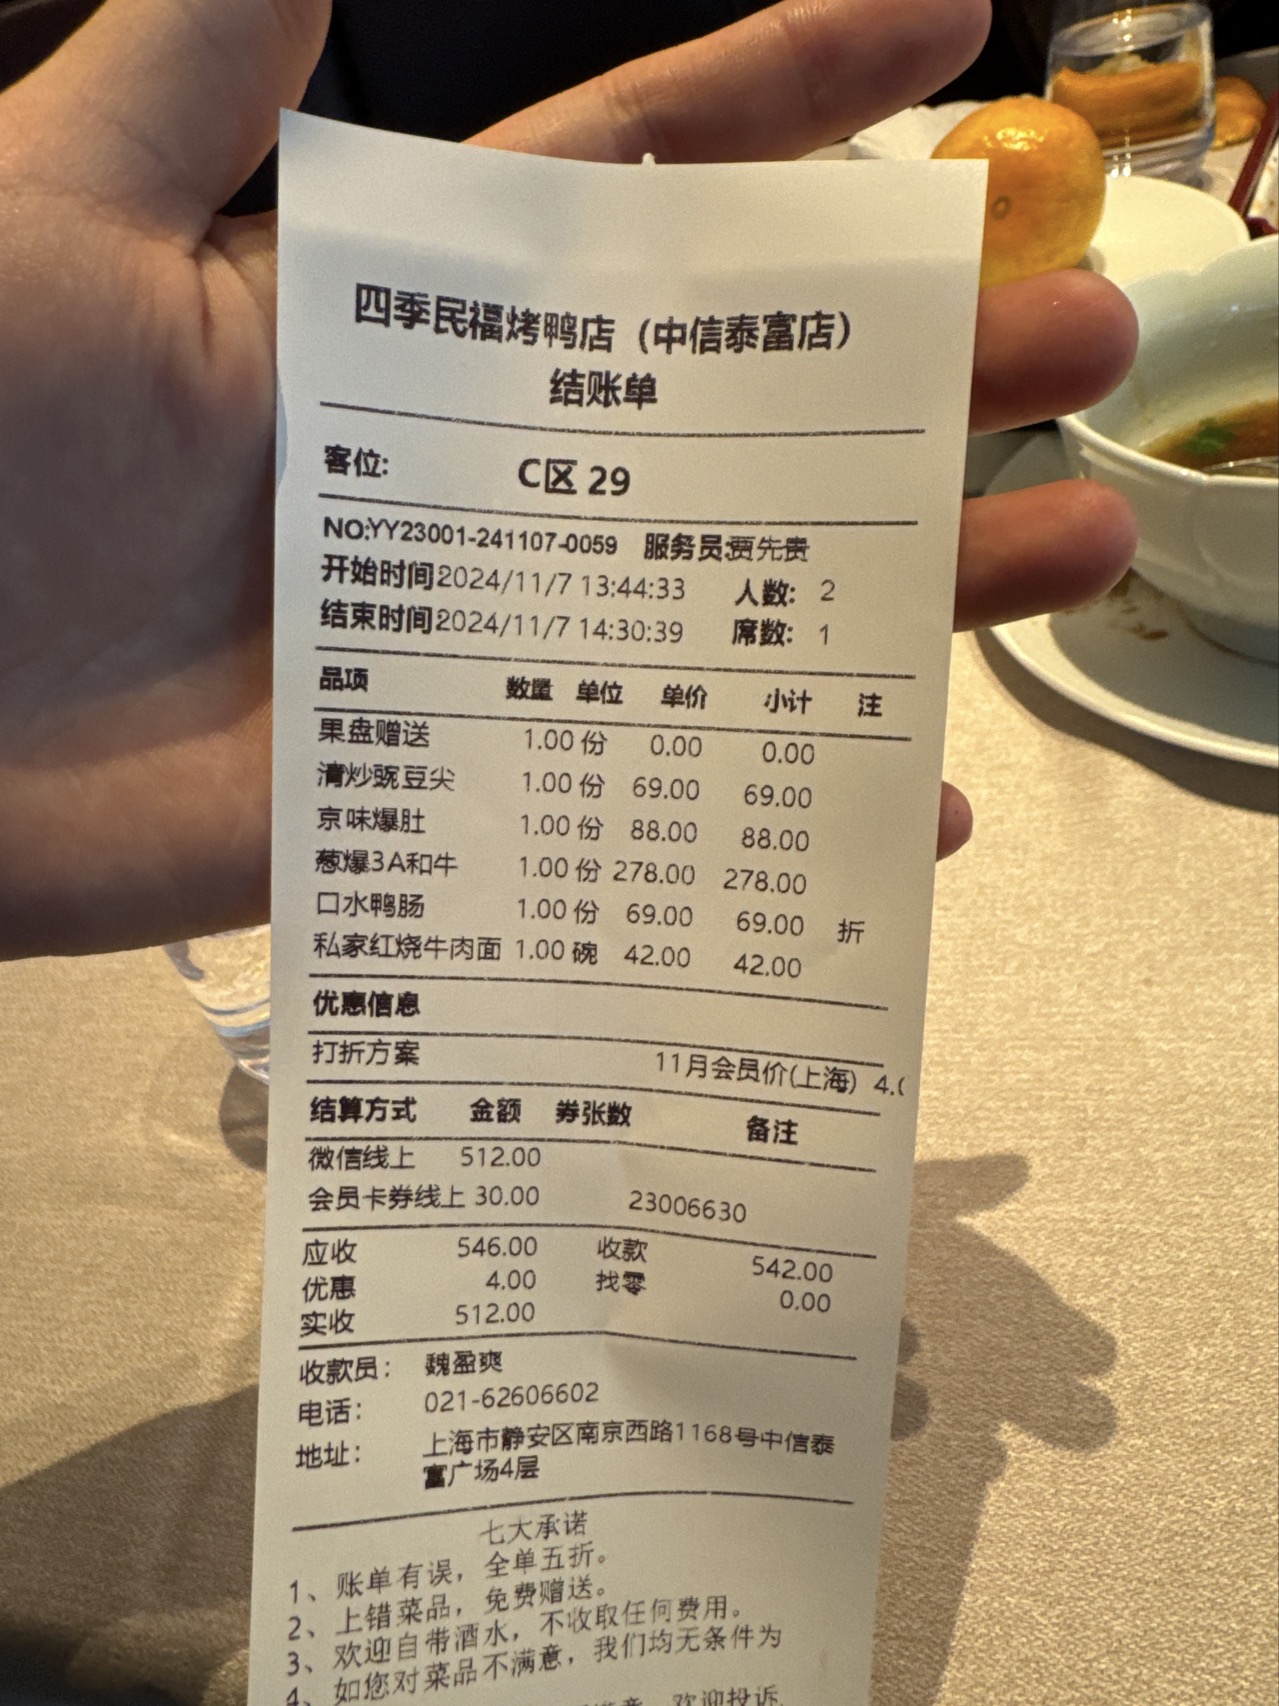 四季民福烤鸭店（中信泰富店）
结账单
客位: C区 29
NO:YY23001-241107-0059 服务员:贾先贵
开始时间2024/11/7 13:44:33 人数: 2
结束时间2024/11/7 14:30:39 席数: 1
品项 数量 单位 单价 小计 注
果盘赠送 1.00 份 0.00 0.00
清炒豌豆尖 1.00 份 69.00 69.00
京味爆肚 1.00 份 88.00 88.00
葱爆3A和牛 1.00 份 278.00 278.00
口水鸭肠 1.00 份 69.00 69.00 折
私家红烧牛肉面 1.00 碗 42.00 42.00
优惠信息
打折方案 11月会员价(上海) 4.
结算方式 金额 券张数 备注
微信线上 512.00
会员卡券线上 30.00 23006630
应收 546.00 收款 542.00
优惠 4.00 找零 0.00
实收 512.00
收款员: 魏盈爽
电话: 021-62606602
地址: 上海市静安区南京西路1168号中信泰
富广场4层
七大承诺
1、账单有误，全单五折。
2、上错菜品，免费赠送。
3、欢迎自带酒水，不收取任何费用。
4、如您对菜品不满意，我们均无条件为
意，欢迎投诉